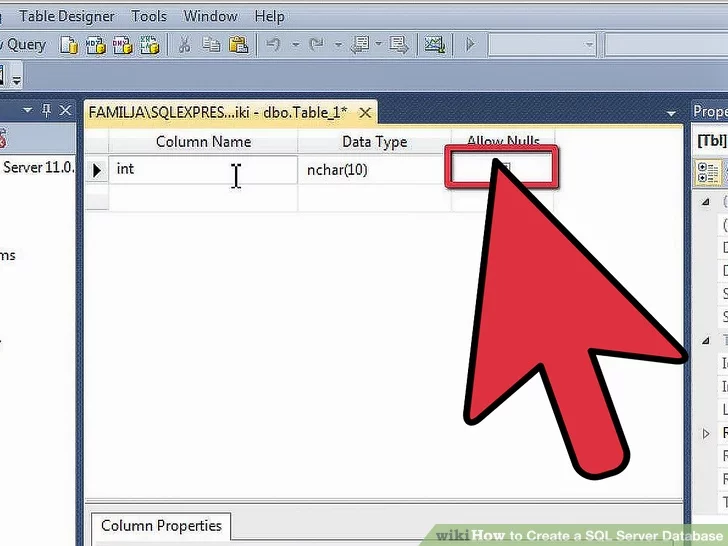 Table Designer Tools Window Help
Query
FAMILJA\SQLEXPRES...iki - dbo.Table_1*
Column Name Data Type Allow Nulls
int nchar(10)
Server 11.0.
ms
[Tbl]
Column Properties
wikiHow to Create a SQL Server Database